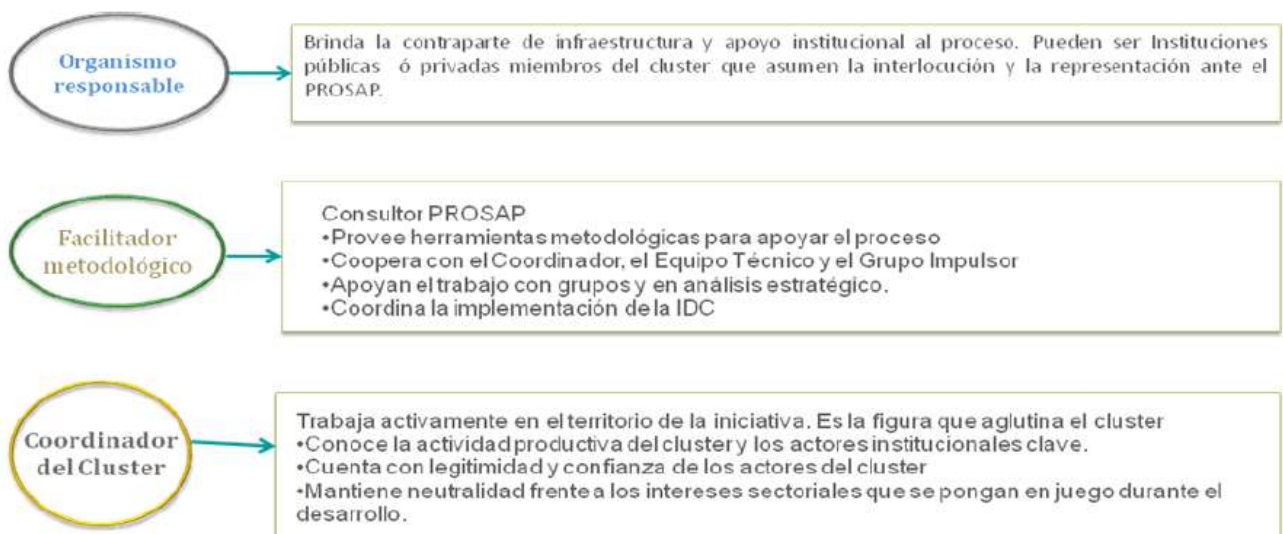 Organismo
responsable
Brinda la contraparte de infraestructura y apoyo institucional al proceso. Pueden ser Instituciones
públicas ó privadas miembros del cluster que asumen la interlocución y la representación ante el
PROSAP.
Facilitador
metodológico
Consultor PROSAP
•Provee herramientas metodológicas para apoyar el proceso
•Coopera con el Coordinador, el Equipo Técnico y el Grupo Impulsor
•Apoyan el trabajo con grupos y en análisis estratégico.
•Coordina la implementación de la IDC
Coordinador
del Cluster
Trabaja activamente en el territorio de la iniciativa. Es la figura que aglutina el cluster
•Conoce la actividad productiva del cluster y los actores institucionales clave.
•Cuenta con legitimidad y confianza de los actores del cluster
•Mantiene neutralidad frente a los intereses sectoriales que se pongan en juego durante el
desarrollo.